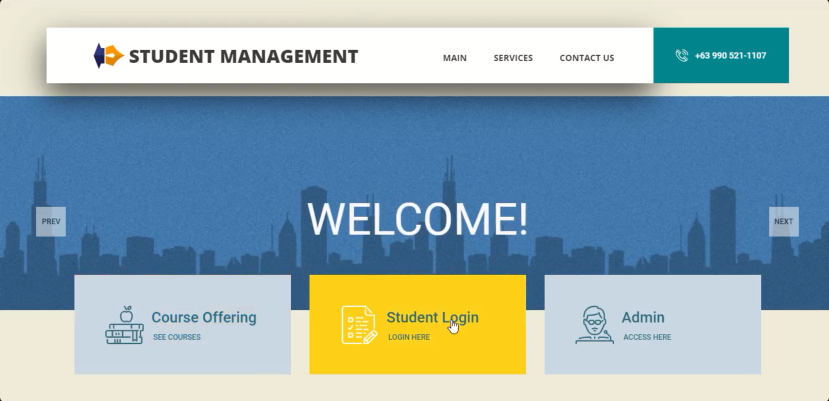 STUDENT MANAGEMENT
MAIN SERVICES CONTACT US
+63 990 521-1107
PREV
WELCOME!
NEXT
Course Offering
SEE COURSES
Student Login
LOGIN HERE
Admin
ACCESS HERE